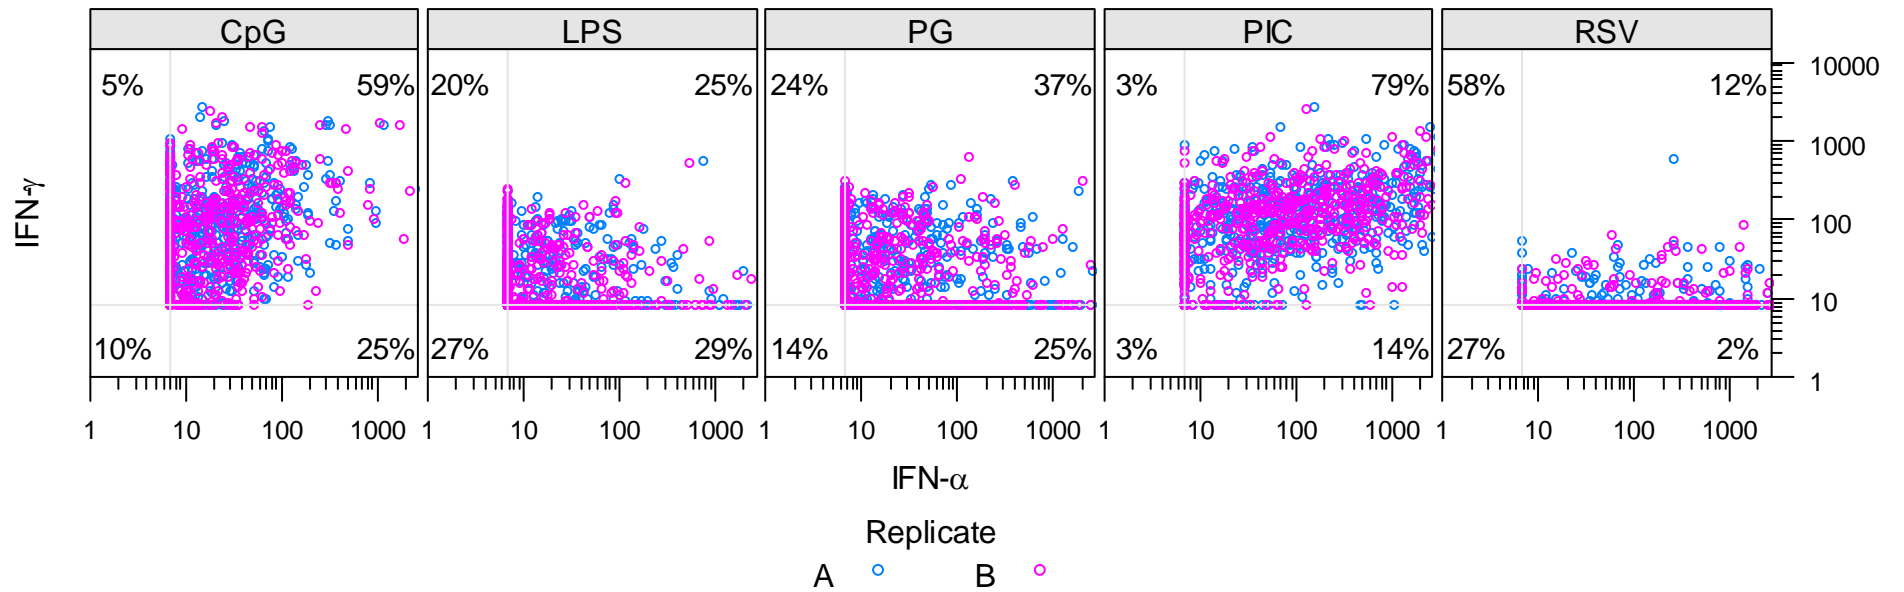 CpG LPS PG PIC RSV
5% 59% 20% 25% 24% 37% 3% 79% 58% 12%
10000
1000
100
10
1
IFN-γ
10% 25% 27% 29% 14% 25% 3% 14% 27% 2%
1 10 100 1000 1 10 100 1000 1 10 100 1000 1 10 100 1000 1 10 100 1000
IFN-α
Replicate
A B